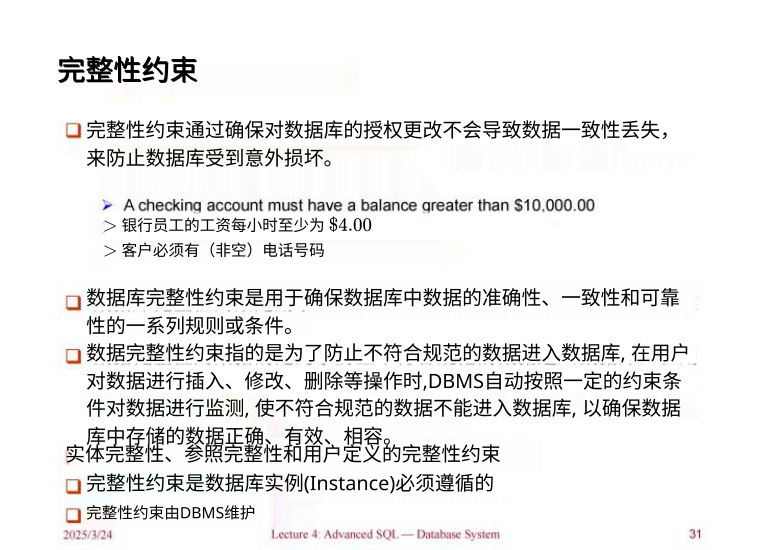 完整性约束
完整性约束通过确保对数据库的授权更改不会导致数据一致性丢失，
来防止数据库受到意外损坏。
A checking account must have a balance greater than $10,000.00
> 银行员工的工资每小时至少为 $4.00
> 客户必须有（非空）电话号码
数据库完整性约束是用于确保数据库中数据的准确性、一致性和可靠
性的一系列规则或条件。
数据完整性约束指的是为了防止不符合规范的数据进入数据库, 在用户
对数据进行插入、修改、删除等操作时,DBMS自动按照一定的约束条
件对数据进行监测, 使不符合规范的数据不能进入数据库, 以确保数据
库中存储的数据正确、有效、相容。
实体完整性、参照完整性和用户定义的完整性约束
完整性约束是数据库实例(Instance)必须遵循的
完整性约束由DBMS维护
2025/3/24 Lecture 4: Advanced SQL — Database System 31